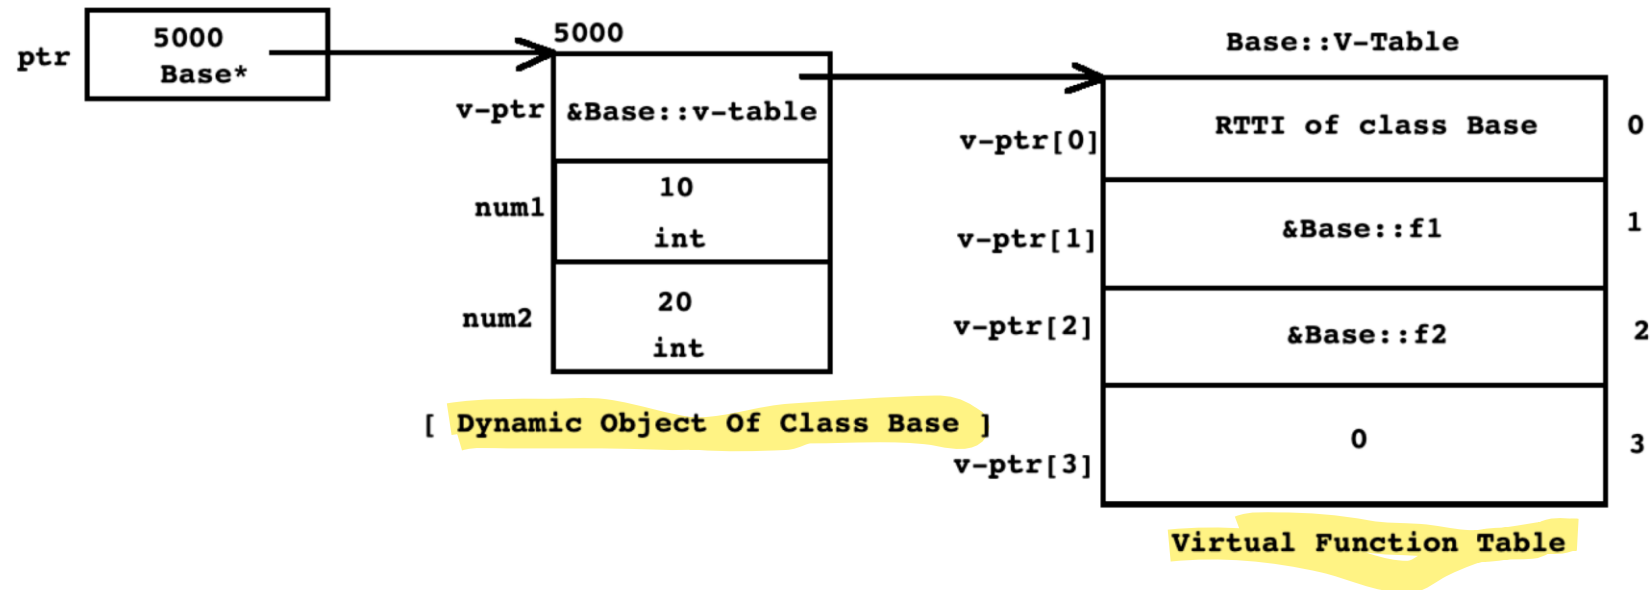 ptr
5000
Base*
5000
v-ptr
&Base::v-table
num1
10
int
num2
20
int
[ Dynamic Object Of Class Base ]
Base::V-Table
v-ptr[0]
RTTI of class Base
0
v-ptr[1]
&Base::f1
1
v-ptr[2]
&Base::f2
2
v-ptr[3]
0
3
Virtual Function Table